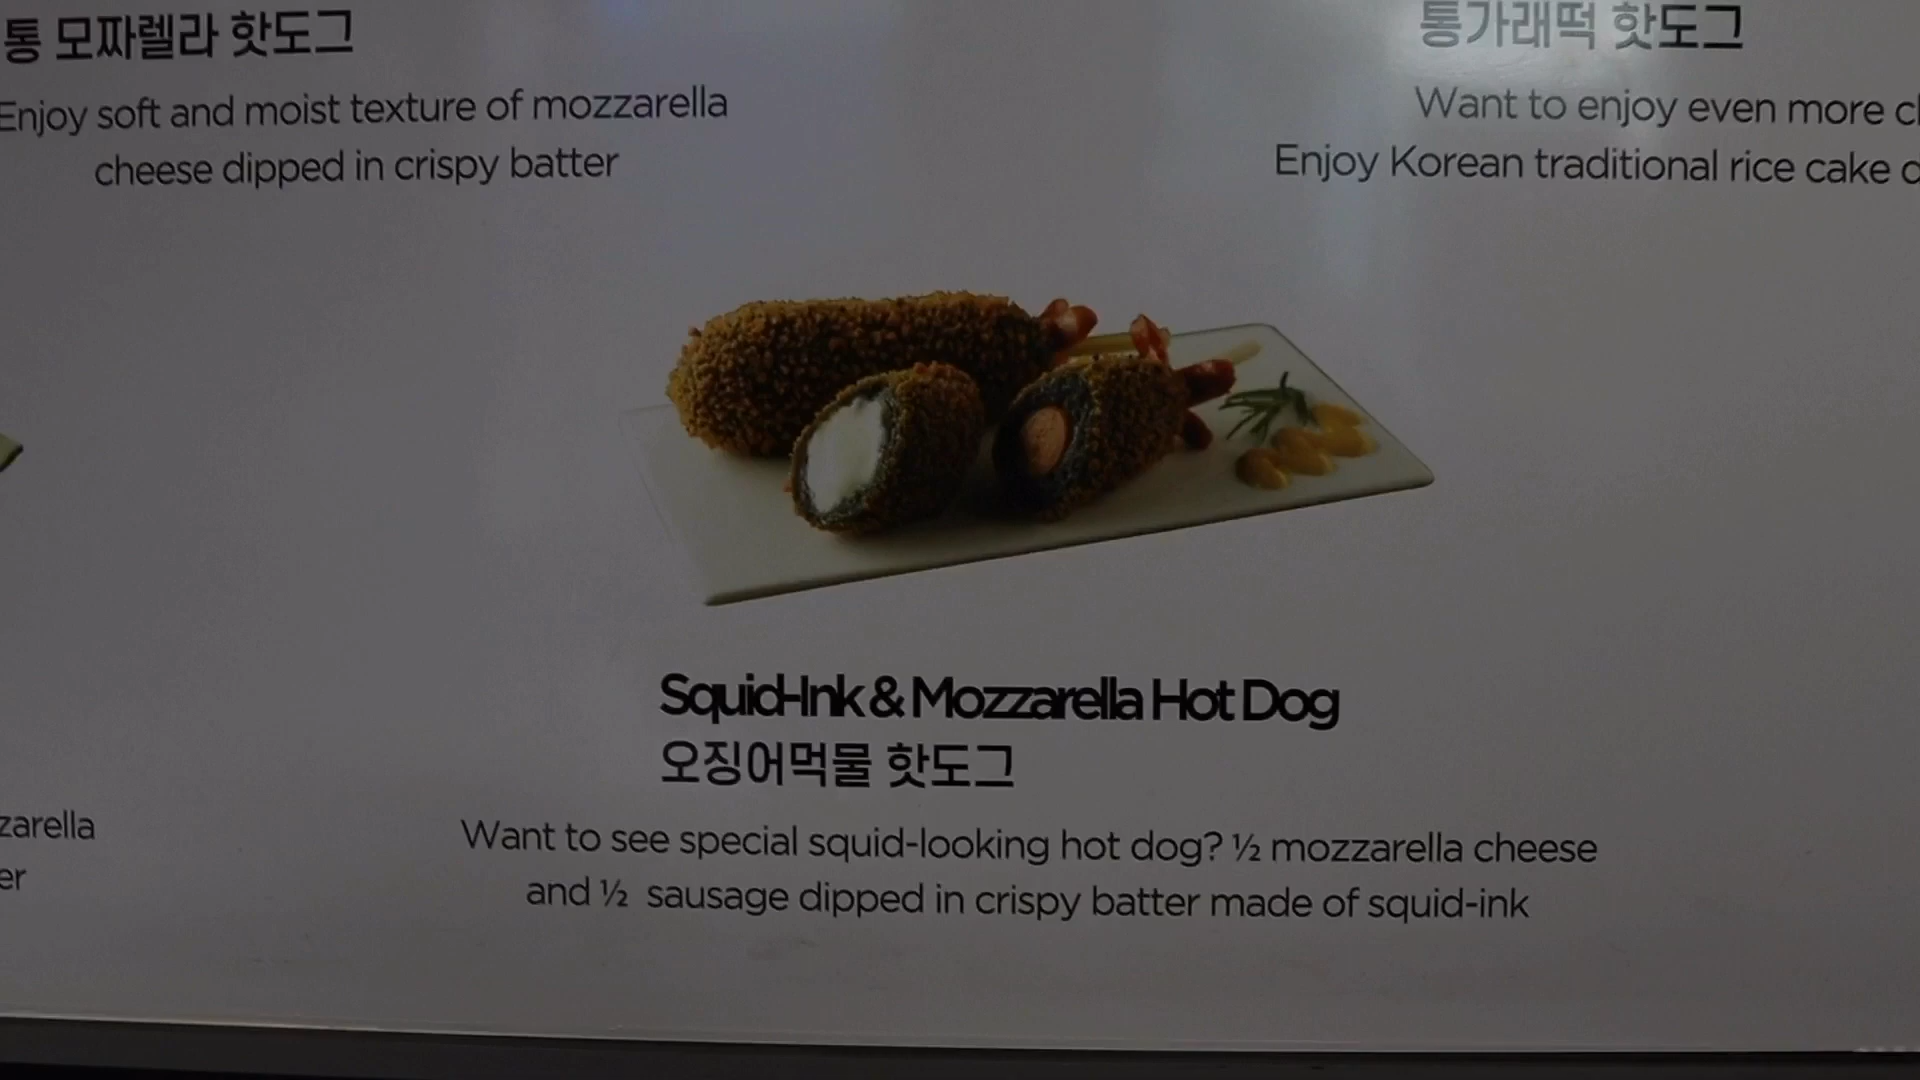 통 모짜렐라 핫도그
Enjoy soft and moist texture of mozzarella
cheese dipped in crispy batter
통가래떡 핫도그
Want to enjoy even more
Enjoy Korean traditional rice cake
Squid-Ink & Mozzarella Hot Dog
오징어먹물 핫도그
Want to see special squid-looking hot dog? ½ mozzarella cheese
and ½ sausage dipped in crispy batter made of squid-ink
zarella
er